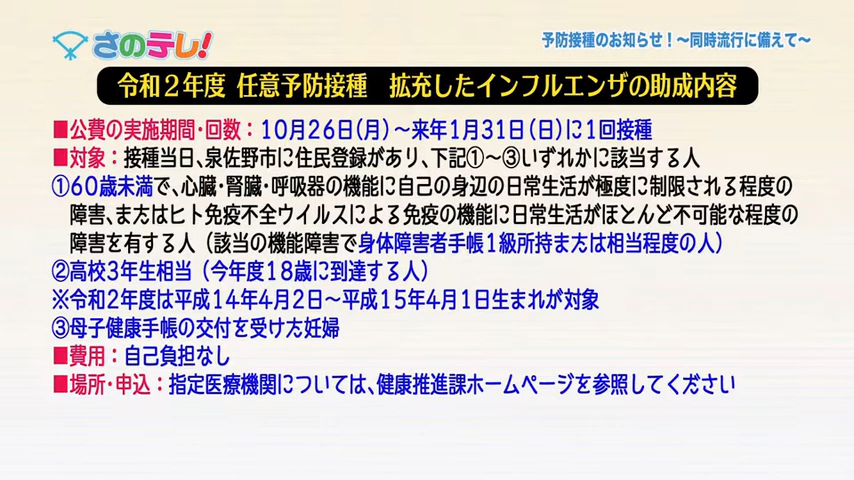 さのテレ!
予防接種のお知らせ!~同時流行に備えて~
令和2年度 任意予防接種 拡充したインフルエンザの助成内容
■公費の実施期間・回数：10月26日(月)~来年1月31日(日)に1回接種
■対象：接種当日、泉佐野市に住民登録があり、下記①~③いずれかに該当する人
①60歳未満で、心臓・腎臓・呼吸器の機能に自己の身辺の日常生活が極度に制限される程度の
障害、またはヒト免疫不全ウイルスによる免疫の機能に日常生活がほとんど不可能な程度の
障害を有する人（該当の機能障害で身体障害者手帳1級所持または相当程度の人）
②高校3年生相当（今年度18歳に到達する人）
※令和2年度は平成14年4月2日~平成15年4月1日生まれが対象
③母子健康手帳の交付を受けた妊婦
■費用：自己負担なし
■場所・申込：指定医療機関については、健康推進課ホームページを参照してください